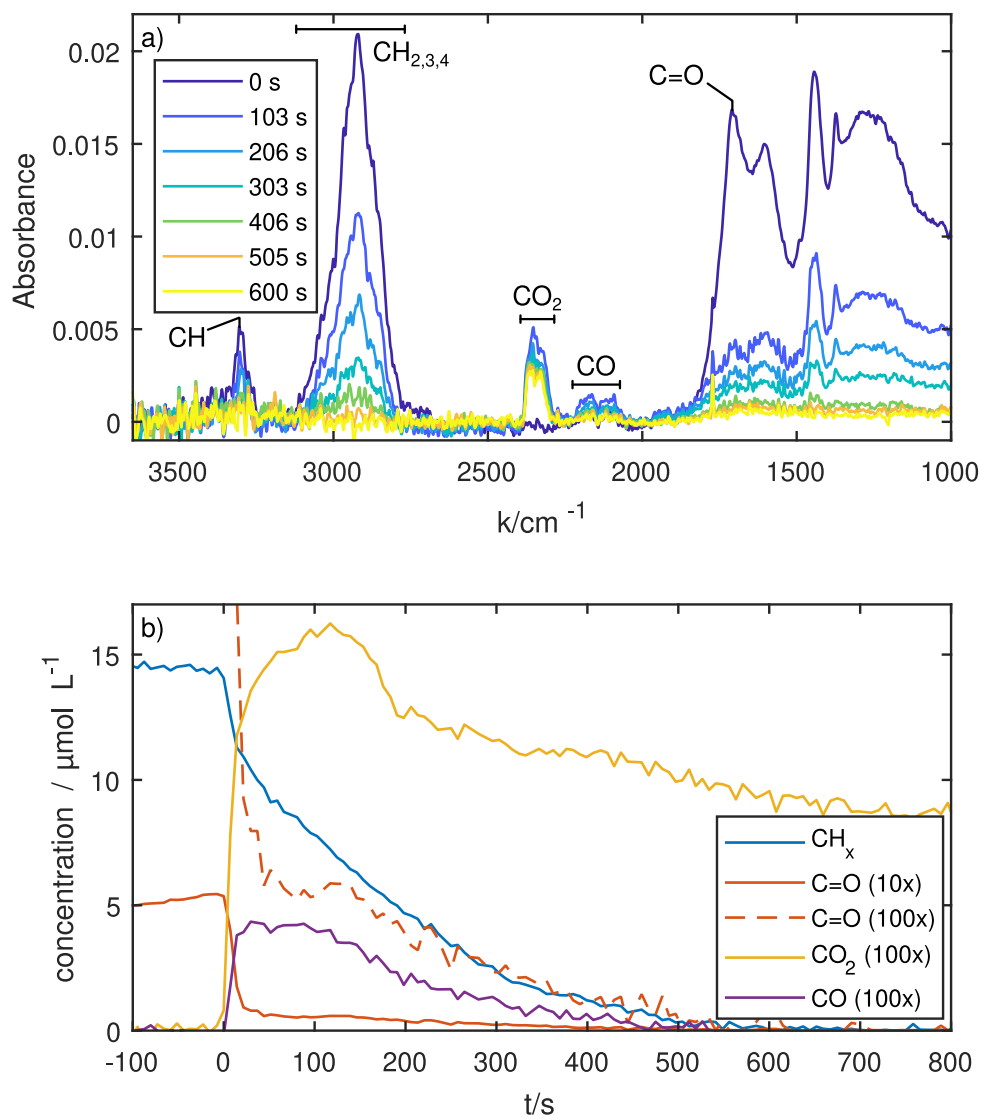 a)
0.02
0.015
0.01
0.005
0
Absorbance
CH2,3,4
C=O
0 s
103 s
206 s
303 s
406 s
505 s
600 s
CH
CO2
CO
3500 3000 2500 2000 1500 1000
k/cm -1
b)
15
10
5
0
concentration / μmol L-1
CHx
C=O (10x)
C=O (100x)
CO2 (100x)
CO (100x)
-100 0 100 200 300 400 500 600 700 800
t/s